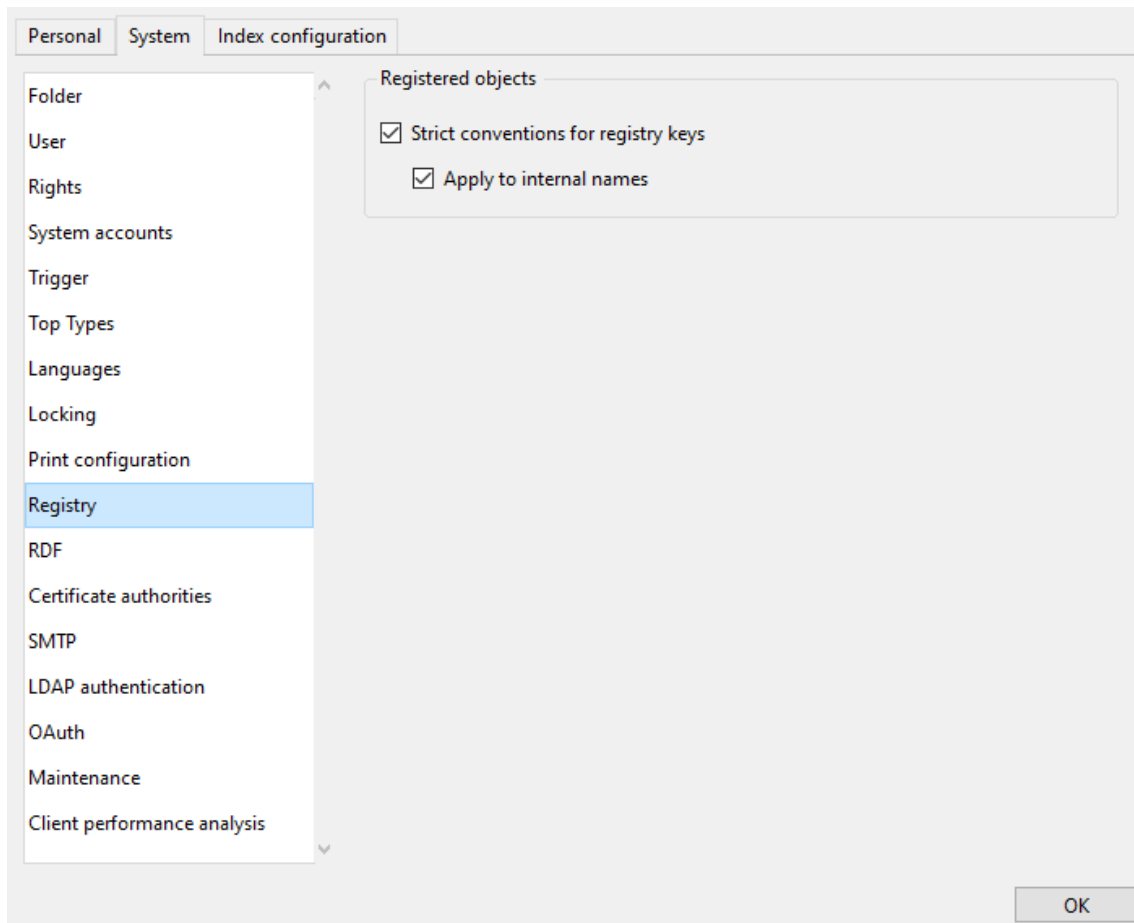 Personal System Index configuration
Folder
User
Rights
System accounts
Trigger
Top Types
Languages
Locking
Print configuration
Registry
RDF
Certificate authorities
SMTP
LDAP authentication
OAuth
Maintenance
Client performance analysis
Registered objects
Strict conventions for registry keys
Apply to internal names
OK